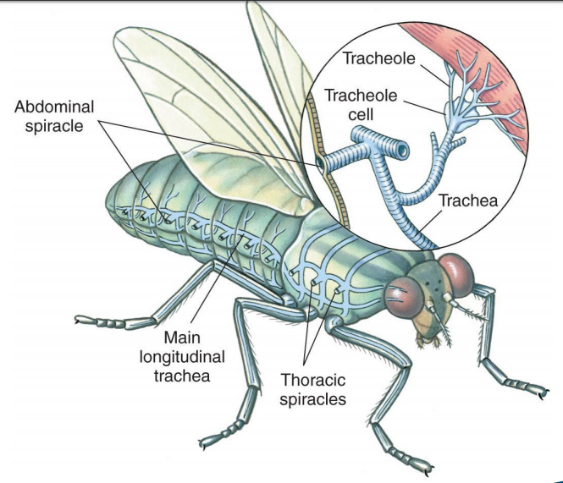 Tracheole
Tracheole
cell
Abdominal
spiracle
Trachea
Main
longitudinal
trachea
Thoracic
spiracles